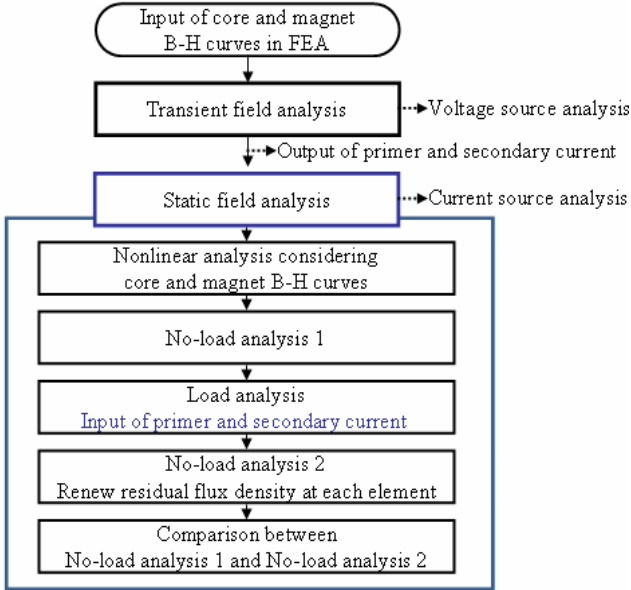 Input of core and magnet
B-H curves in FEA
Transient field analysis
Voltage source analysis
Output of primer and secondary current
Static field analysis
Current source analysis
Nonlinear analysis considering
core and magnet B-H curves
No-load analysis 1
Load analysis
Input of primer and secondary current
No-load analysis 2
Renew residual flux density at each element
Comparison between
No-load analysis 1 and No-load analysis 2